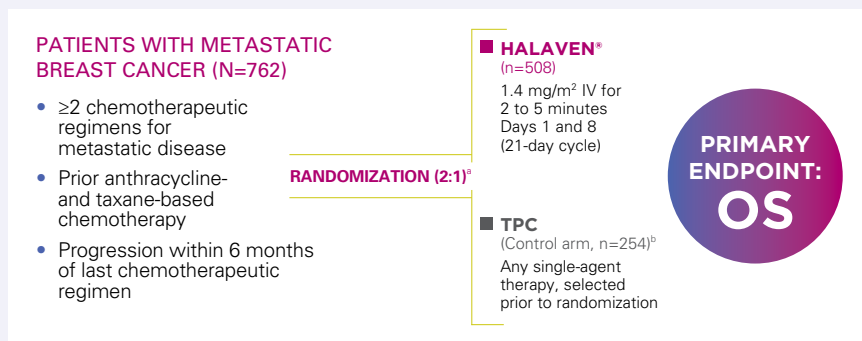 PATIENTS WITH METASTATIC
BREAST CANCER (N=762)
• ≥2 chemotherapeutic
regimens for
metastatic disease
• Prior anthracycline-
and taxane-based
chemotherapy
• Progression within 6 months
of last chemotherapeutic
regimen
RANDOMIZATION (2:1)ᵃ
HALAVEN®
(n=508)
1.4 mg/m² IV for
2 to 5 minutes
Days 1 and 8
(21-day cycle)
TPC
(Control arm, n=254)ᵇ
Any single-agent
therapy, selected
prior to randomization
PRIMARY
ENDPOINT:
OS